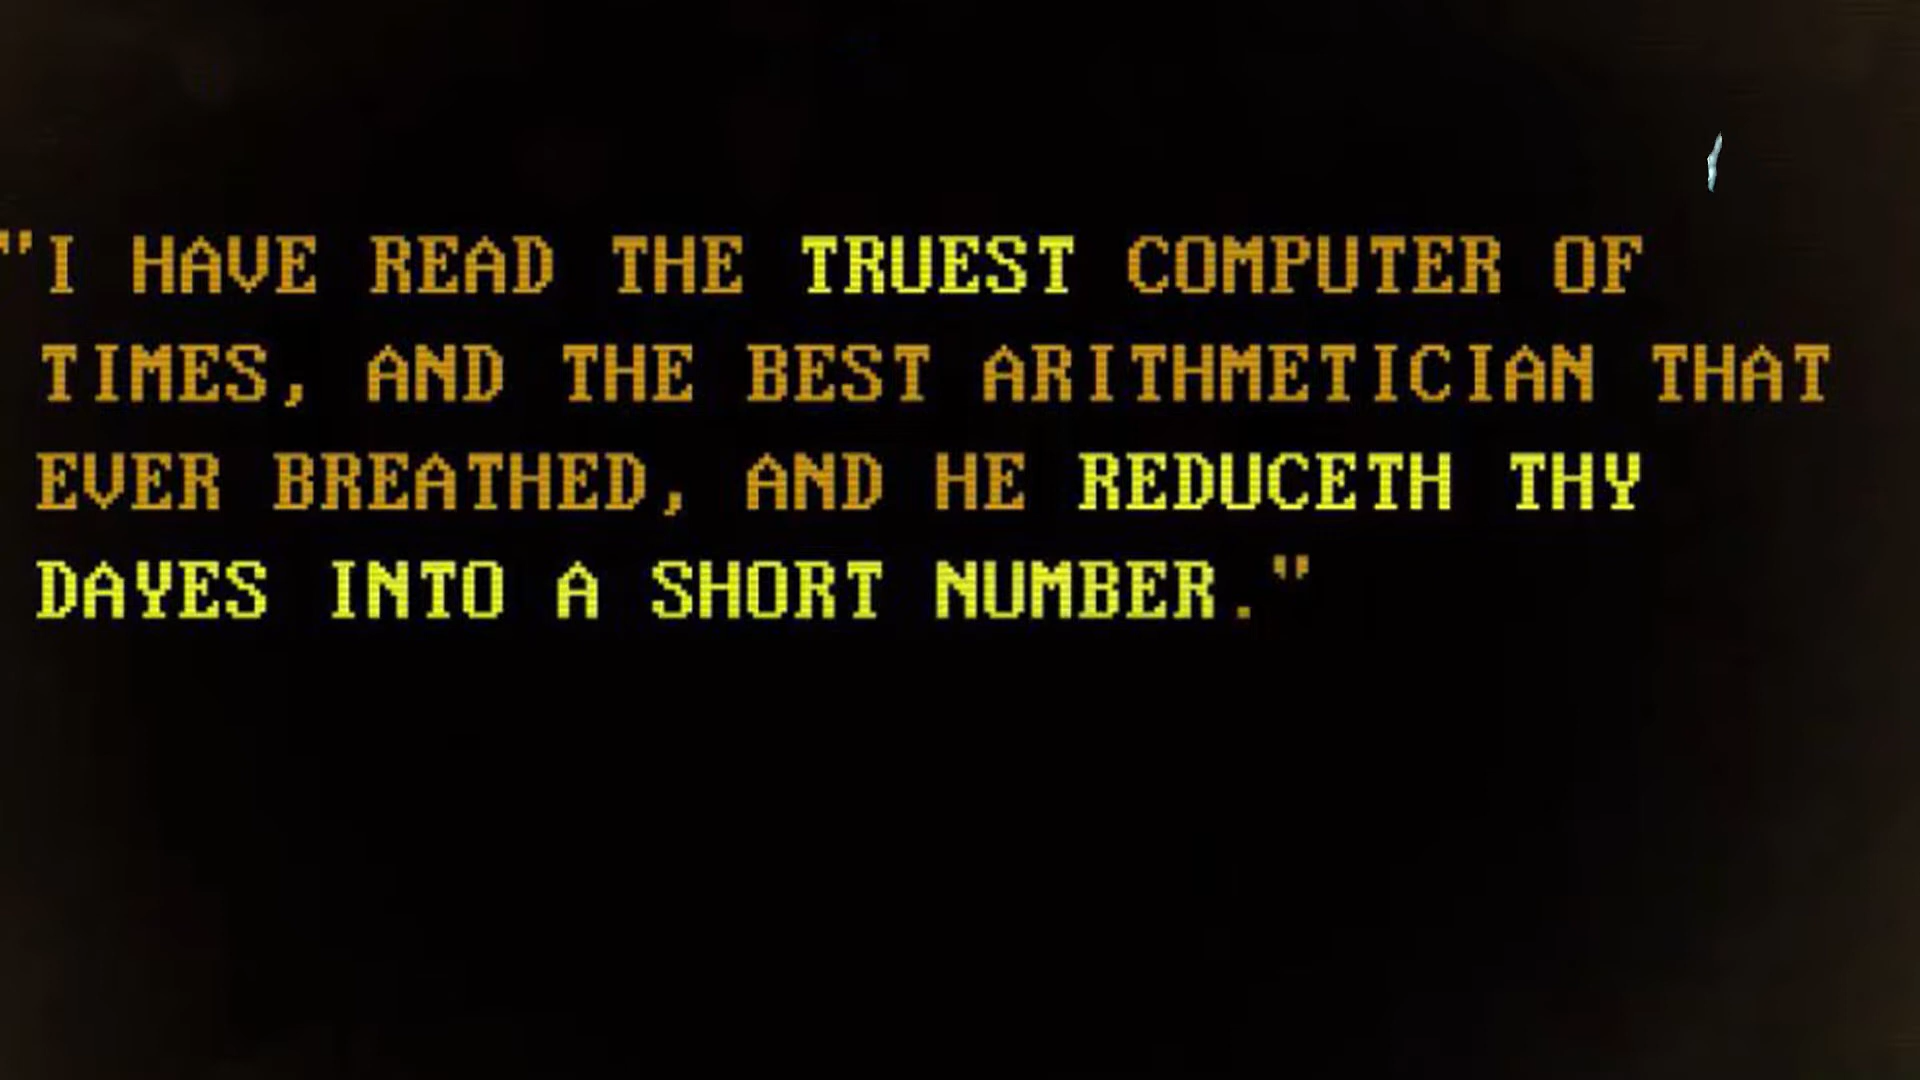 "I HAVE READ THE TRUEST COMPUTER OF
TIMES, AND THE BEST ARITHMETICIAN THAT
EVER BREATHED, AND HE REDUCETH THY
DAYES INTO A SHORT NUMBER."